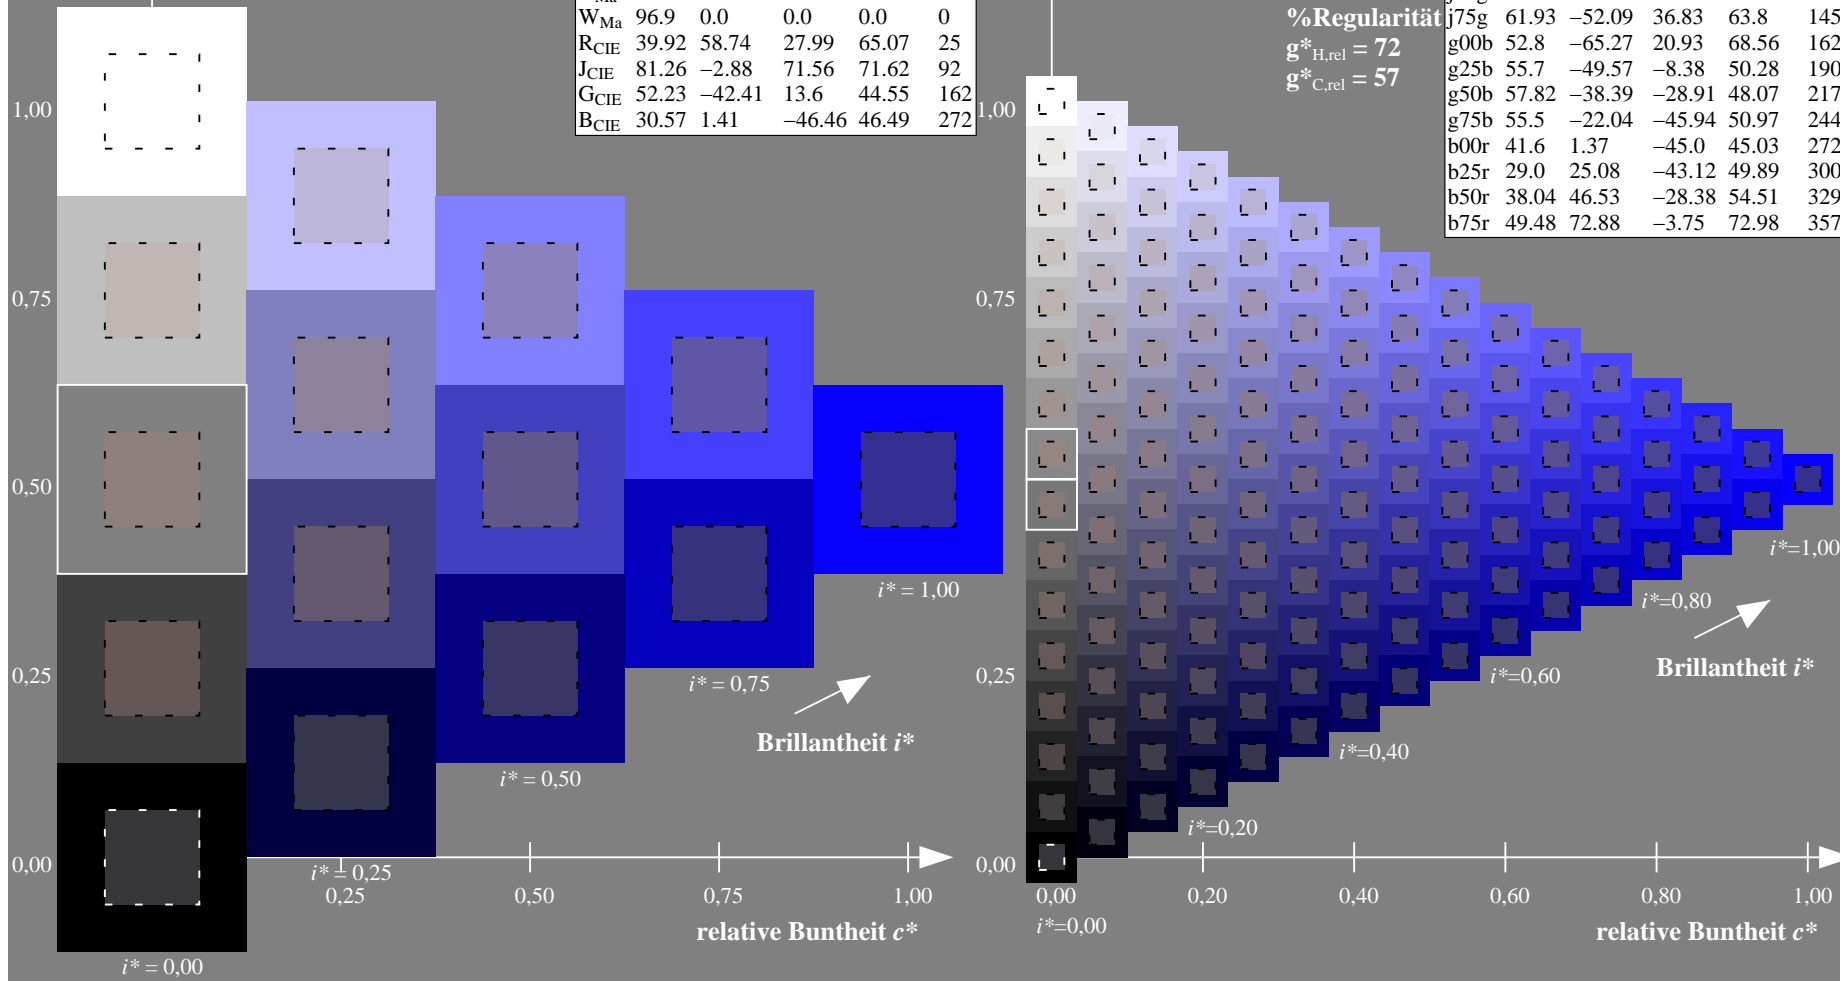 W Ma 96.9 0.0 0.0 0.0 0
R CIE 39.92 58.74 27.99 65.07 25
J CIE 81.26 −2.88 71.56 71.62 92
G CIE 52.23 −42.41 13.6 44.55 162
B CIE 30.57 1.41 −46.46 46.49 272
1,00
0,75
0,50
0,25
0,00
i* = 1,00
i* = 0,75
Brillantheit i*
i* = 0,50
i* = 0,25
0,25 0,50 0,75 1,00
relative Buntheit c*
i* = 0,00
%Regularität
g* H,rel = 72
g* C,rel = 57
j75g 61.93 −52.09 36.83 63.8 145
g00b 52.8 −65.27 20.93 68.56 162
g25b 55.7 −49.57 −8.38 50.28 190
g50b 57.82 −38.39 −28.91 48.07 217
g75b 55.5 −22.04 −45.94 50.97 244
b00r 41.6 1.37 −45.0 45.03 272
b25r 29.0 25.08 −43.12 49.89 300
b50r 38.04 46.53 −28.38 54.51 329
b75r 49.48 72.88 −3.75 72.98 357
1,00
0,75
0,25
0,00
i*=1,00
i*=0,80
Brillantheit i*
i*=0,60
i*=0,40
i*=0,20
0,00 0,20 0,40 0,60 0,80 1,00
i*=0,00
relative Buntheit c*